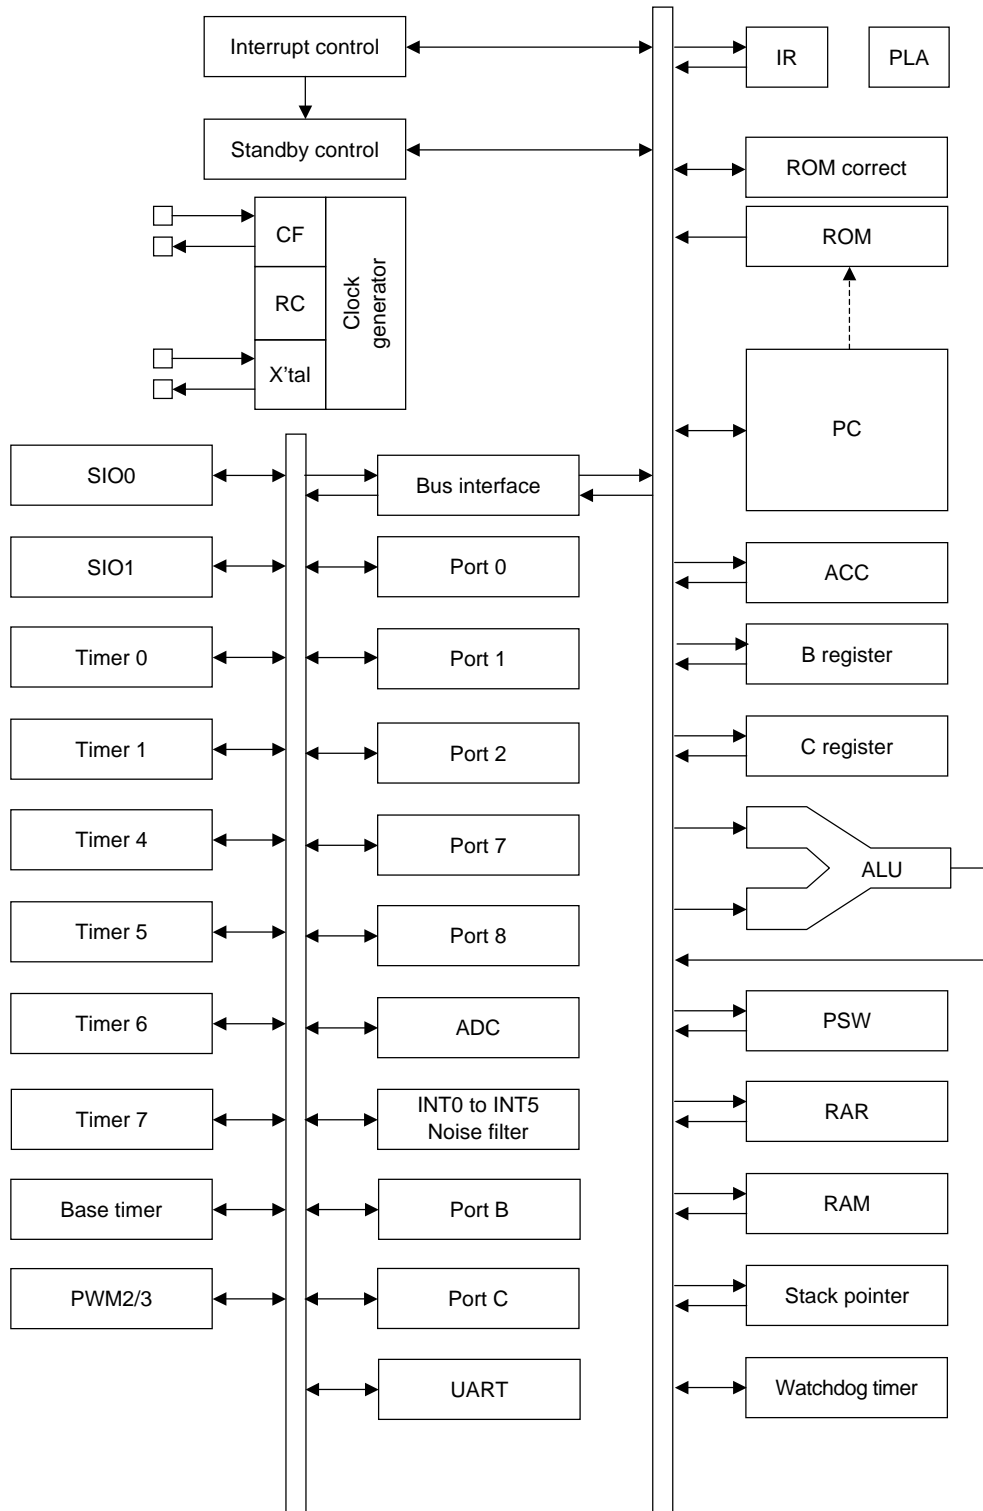 Interrupt control
IR
PLA
Standby control
ROM correct
ROM
CF
RC
X'tal
Clock
generator
PC
SIO0
Bus interface
SIO1
Port 0
ACC
Timer 0
Port 1
B register
Timer 1
Port 2
C register
Timer 4
Port 7
ALU
Timer 5
Port 8
Timer 6
ADC
PSW
Timer 7
INT0 to INT5
Noise filter
RAR
Base timer
Port B
RAM
PWM2/3
Port C
Stack pointer
UART
Watchdog timer